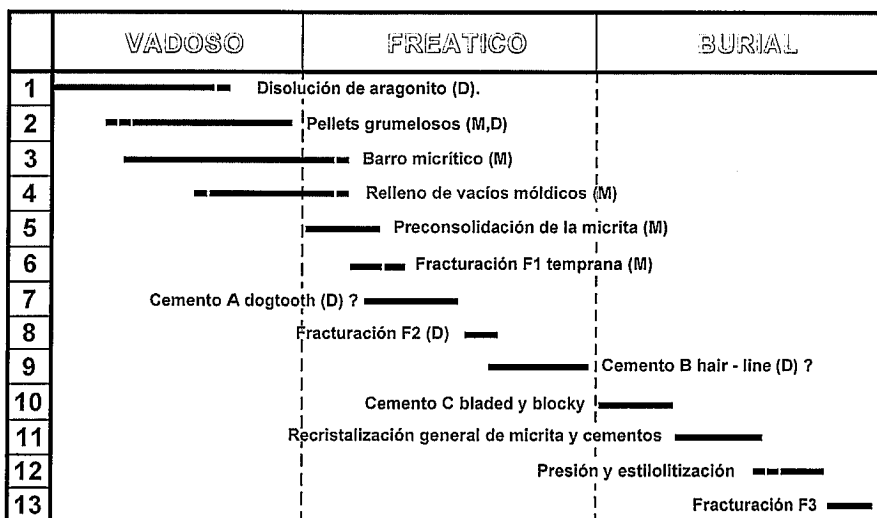 VADOSO FREATICO BURIAL
1 Disolución de aragonito (D).
2 Pellets grumelosos (M,D)
3 Barro micrítico (M)
4 Relleno de vacíos móldicos (M)
5 Preconsolidación de la micrita (M)
6 Fracturación F1 temprana (M)
7 Cemento A dogtooth (D) ?
8 Fracturación F2 (D)
9 Cemento B hair - line (D) ?
10 Cemento C bladed y blocky
11 Recristalización general de micrita y cementos
12 Presión y estilolitización
13 Fracturación F3